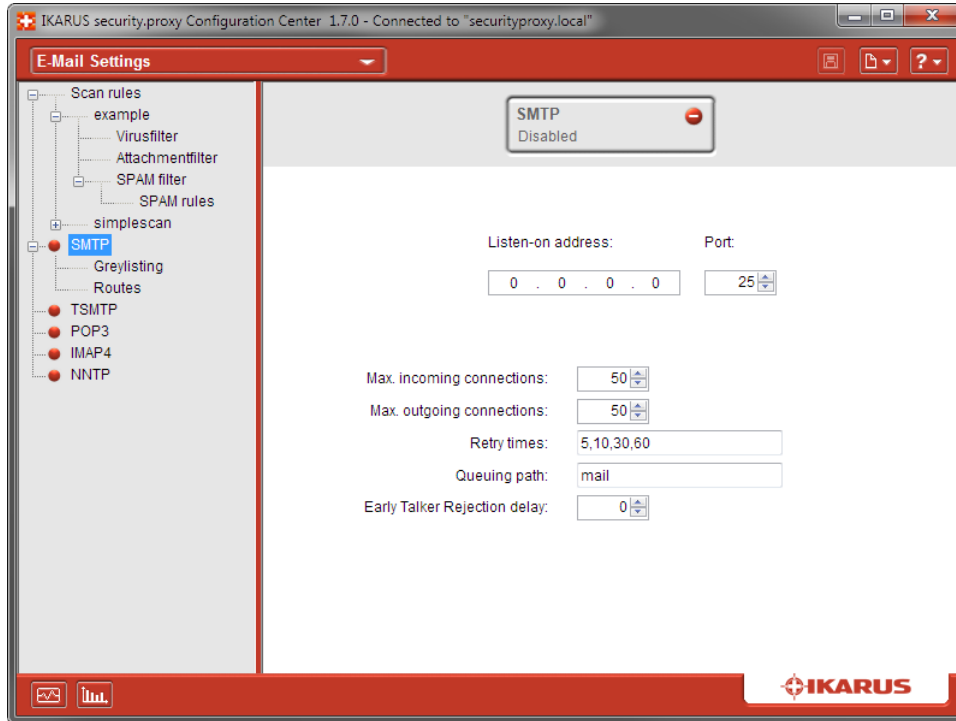 IKARUS security.proxy Configuration Center 1.7.0 - Connected to "securityproxy.local"
E-Mail Settings
?
Scan rules
example
Virusfilter
Attachmentfilter
SPAM filter
SPAM rules
simplescan
SMTP
Greylisting
Routes
TSMTP
POP3
IMAP4
NNTP
SMTP
Disabled
Listen-on address: Port:
0 . 0 . 0 . 0 25
Max. incoming connections: 50
Max. outgoing connections: 50
Retry times: 5,10,30,60
Queuing path: mail
Early Talker Rejection delay: 0
IKARUS